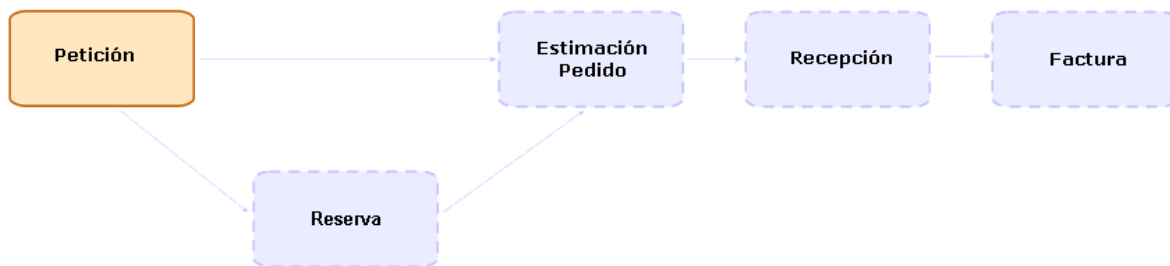 Petición
Estimación
Pedido
Recepción
Factura
Reserva